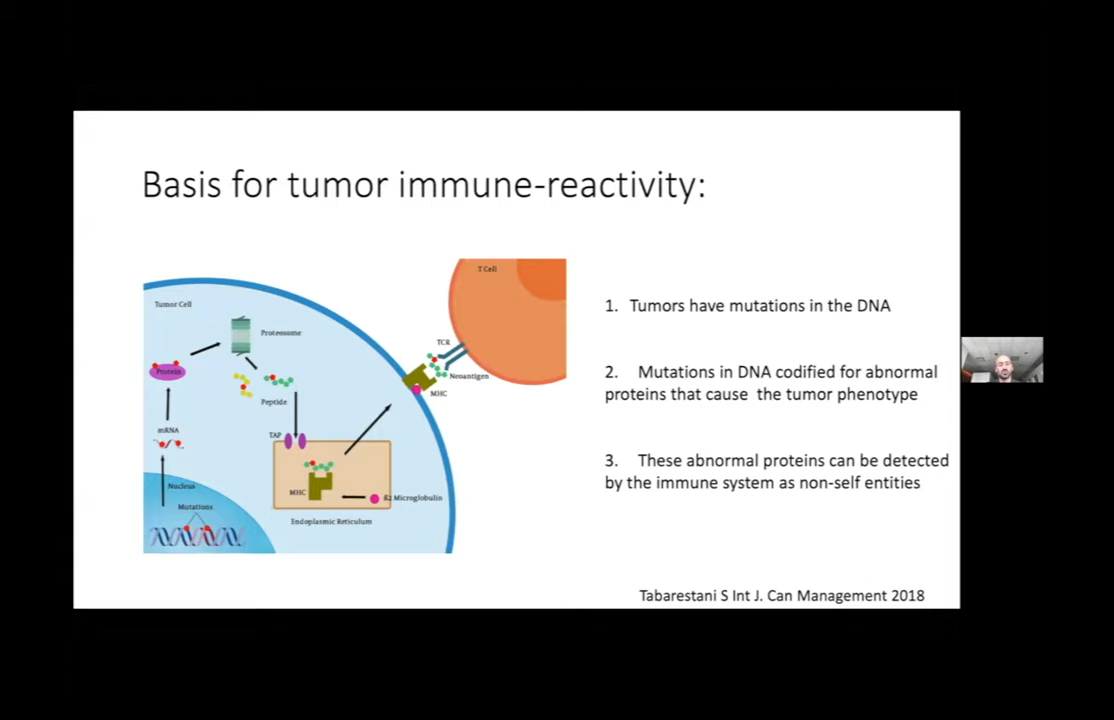 Basis for tumor immune-reactivity:
T Cell
Tumor Cell
Proteosome
TCR
Protein
Neoantigen
Peptide
MHC
mRNA
TAP
Nucleus
MHC
ß2 Microglobulin
Mutations
Endoplasmic Reticulum
1. Tumors have mutations in the DNA
2. Mutations in DNA codified for abnormal
proteins that cause the tumor phenotype
3. These abnormal proteins can be detected
by the immune system as non-self entities
Tabarestani S Int J. Can Management 2018